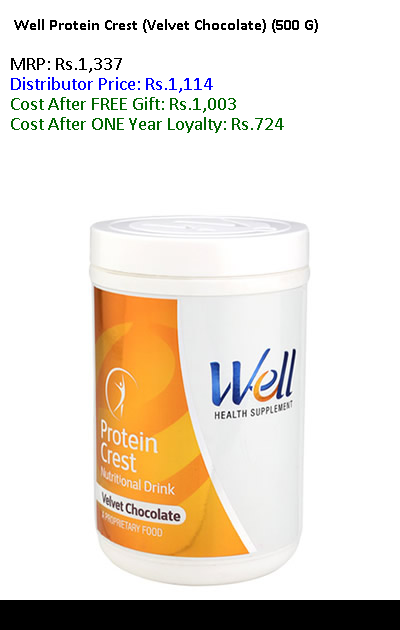 Well Protein Crest (Velvet Chocolate) (500 G)
MRP: Rs.1,337
Distributor Price: Rs.1,114
Cost After FREE Gift: Rs.1,003
Cost After ONE Year Loyalty: Rs.724
Well
HEALTH SUPPLEMENT
Protein
Crest
Nutritional Drink
Velvet Chocolate
A PROPRIETARY FOOD